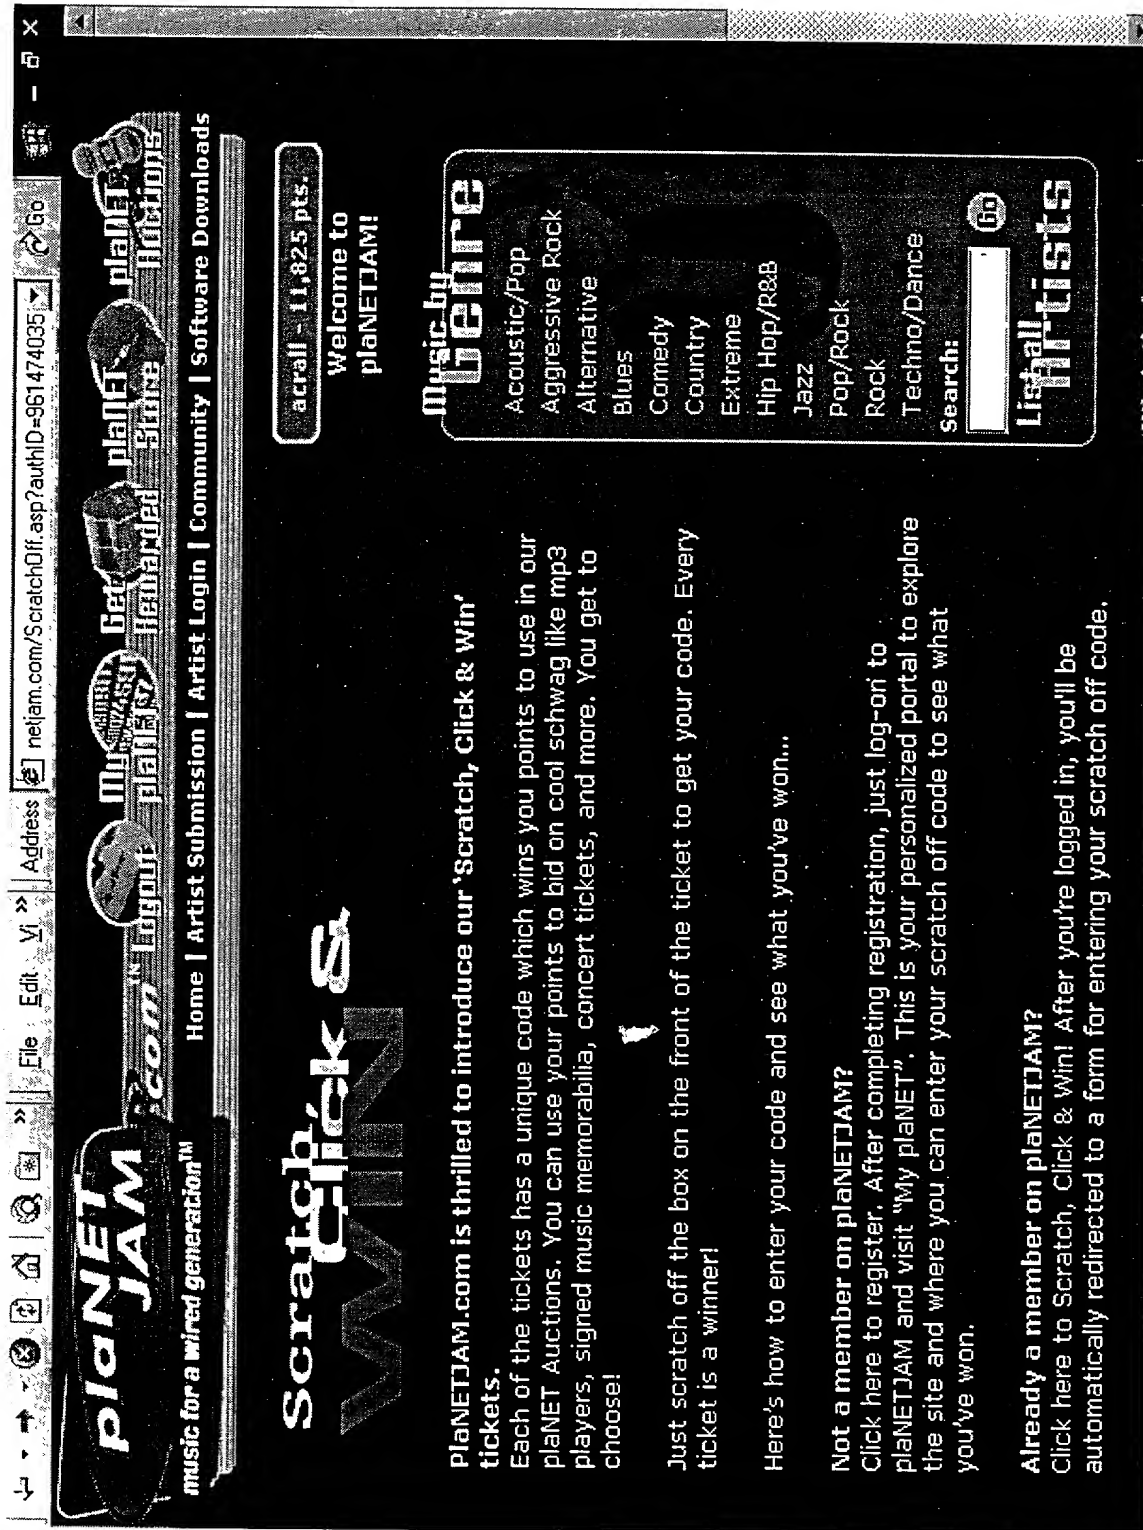 File Edit Vi » Address netjam.com/ScratchOff.asp?authID=961474035 Go
plaNET JAM .com TM
music for a wired generation™
Logout
My plaNET
Get Rewarded
plaNET Store
plaNET Auctions
Home | Artist Submission | Artist Login | Community | Software Downloads
Scratch, Click & WIN
acrall - 11,825 pts.
Welcome to
plaNETJAM!
PlaNETJAM.com is thrilled to introduce our 'Scratch, Click & Win'
tickets.
Each of the tickets has a unique code which wins you points to use in our
plaNET Auctions. You can use your points to bid on cool schwag like mp3
players, signed music memorabilia, concert tickets, and more. You get to
choose!
Just scratch off the box on the front of the ticket to get your code. Every
ticket is a winner!
Here's how to enter your code and see what you've won...
Not a member on plaNETJAM?
Click here to register. After completing registration, just log-on to
plaNETJAM and visit "My plaNET". This is your personalized portal to explore
the site and where you can enter your scratch off code to see what
you've won.
Already a member on plaNETJAM?
Click here to Scratch, Click & Win! After you're logged in, you'll be
automatically redirected to a form for entering your scratch off code.
Music by
Genre
Acoustic/Pop
Aggressive Rock
Alternative
Blues
Comedy
Country
Extreme
Hip Hop/R&B
Jazz
Pop/Rock
Rock
Techno/Dance
Search:
Go
List all
Artists